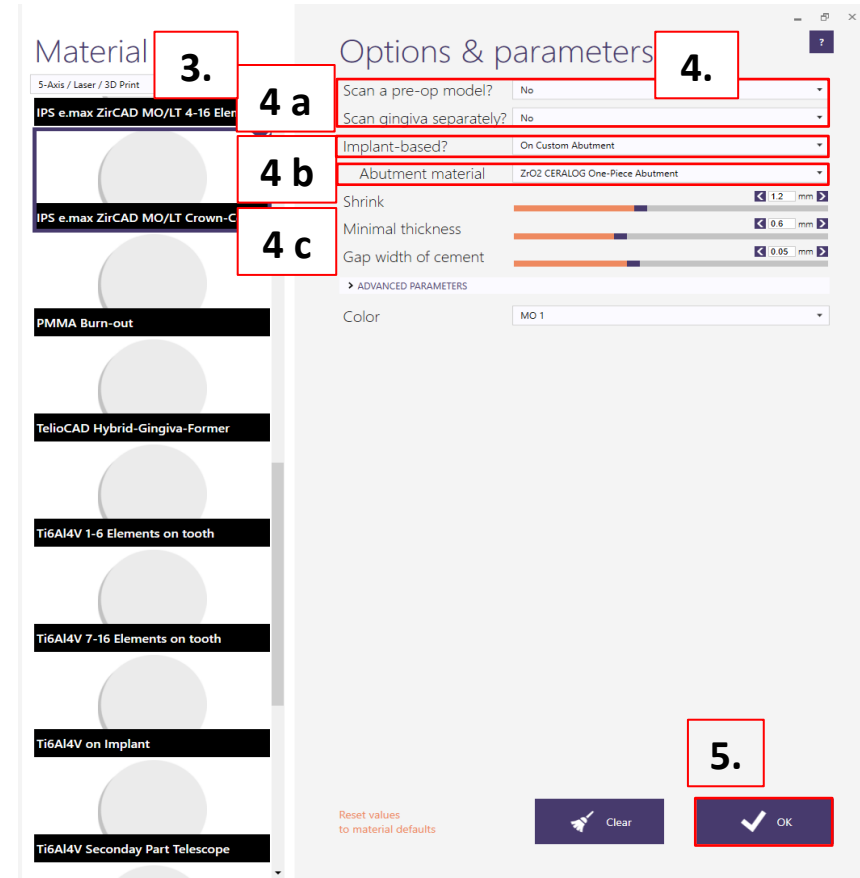 Material
3.
5-Axis / Laser / 3D Print
IPS e.max ZirCAD MO/LT 4-16 Elen
IPS e.max ZirCAD MO/LT Crown-C
PMMA Burn-out
TelioCAD Hybrid-Gingiva-Former
Ti6Al4V 1-6 Elements on tooth
Ti6Al4V 7-16 Elements on tooth
Ti6Al4V on Implant
Ti6Al4V Seconday Part Telescope
Options & parameters
?
4.
4 a
Scan a pre-op model? No
Scan gingiva separately? No
4 b
Implant-based? On Custom Abutment
Abutment material ZrO2 CERALOG One-Piece Abutment
4 c
Shrink 1.2 mm
Minimal thickness 0.6 mm
Gap width of cement 0.05 mm
> ADVANCED PARAMETERS
Color MO 1
5.
Reset values
to material defaults
Clear
OK